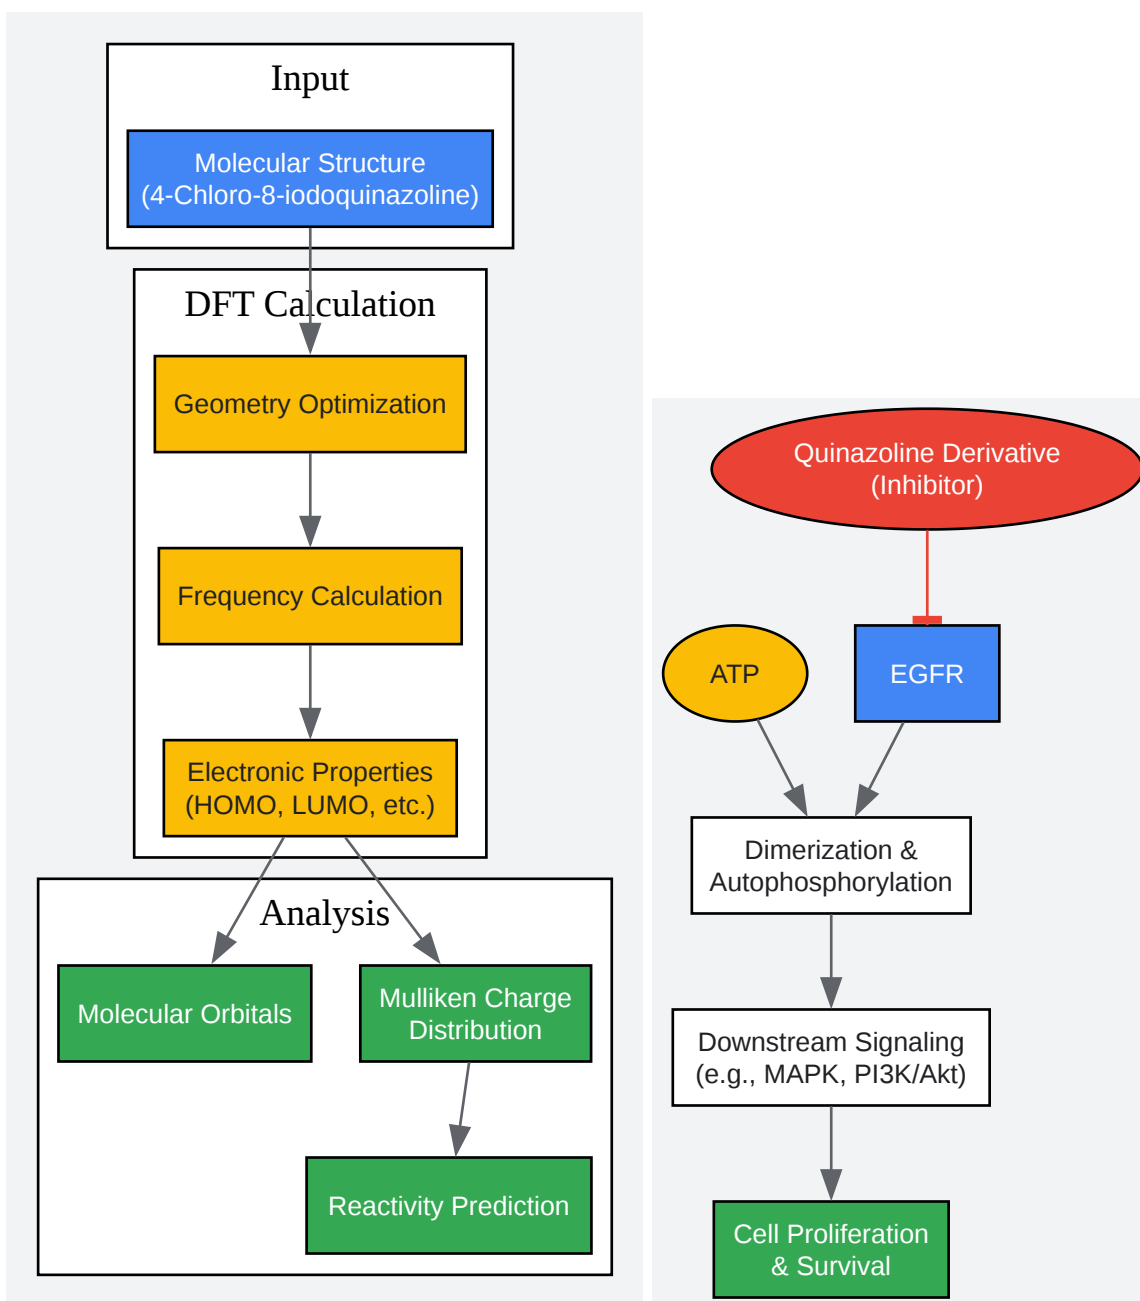 Input
Molecular Structure
(4-Chloro-8-iodoquinazoline)
DFT Calculation
Geometry Optimization
Frequency Calculation
Electronic Properties
(HOMO, LUMO, etc.)
Analysis
Molecular Orbitals
Mulliken Charge
Distribution
Reactivity Prediction
Quinazoline Derivative
(Inhibitor)
ATP
EGFR
Dimerization &
Autophosphorylation
Downstream Signaling
(e.g., MAPK, PI3K/Akt)
Cell Proliferation
& Survival